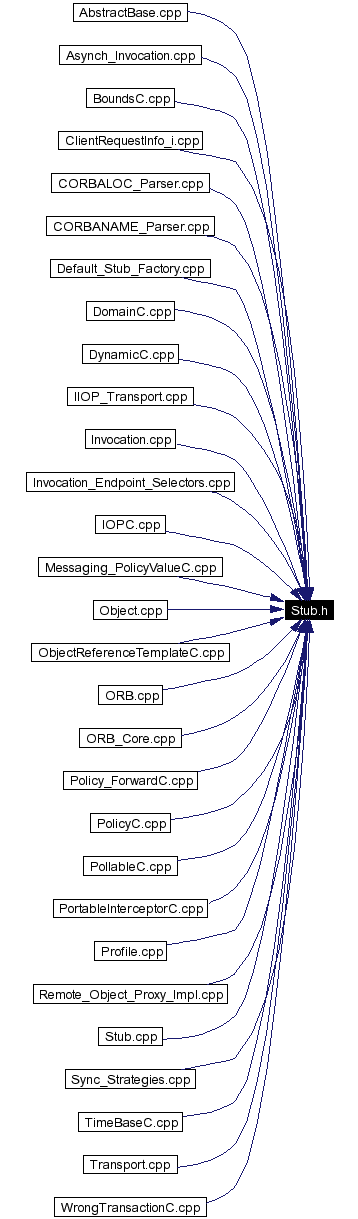 AbstractBase.cpp
Asynch_Invocation.cpp
BoundsC.cpp
ClientRequestInfo_i.cpp
CORBALOC_Parser.cpp
CORBANAME_Parser.cpp
Default_Stub_Factory.cpp
DomainC.cpp
DynamicC.cpp
IIOP_Transport.cpp
Invocation.cpp
Invocation_Endpoint_Selectors.cpp
IOPC.cpp
Messaging_PolicyValueC.cpp
Object.cpp
Stub.h
ObjectReferenceTemplateC.cpp
ORB.cpp
ORB_Core.cpp
Policy_ForwardC.cpp
PolicyC.cpp
PollableC.cpp
PortableInterceptorC.cpp
Profile.cpp
Remote_Object_Proxy_Impl.cpp
Stub.cpp
Sync_Strategies.cpp
TimeBaseC.cpp
Transport.cpp
WrongTransactionC.cpp